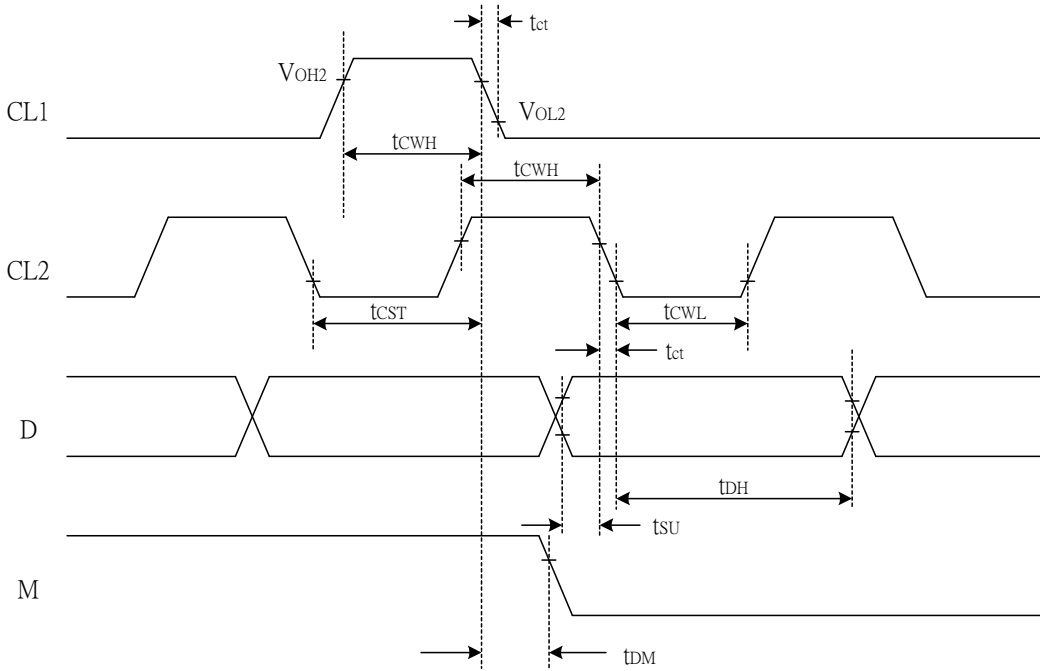 tct
VOH2
CL1
VOL2
tCWH
tCWH
CL2
tCST
tCWL
tct
D
tDH
tSU
M
tDM